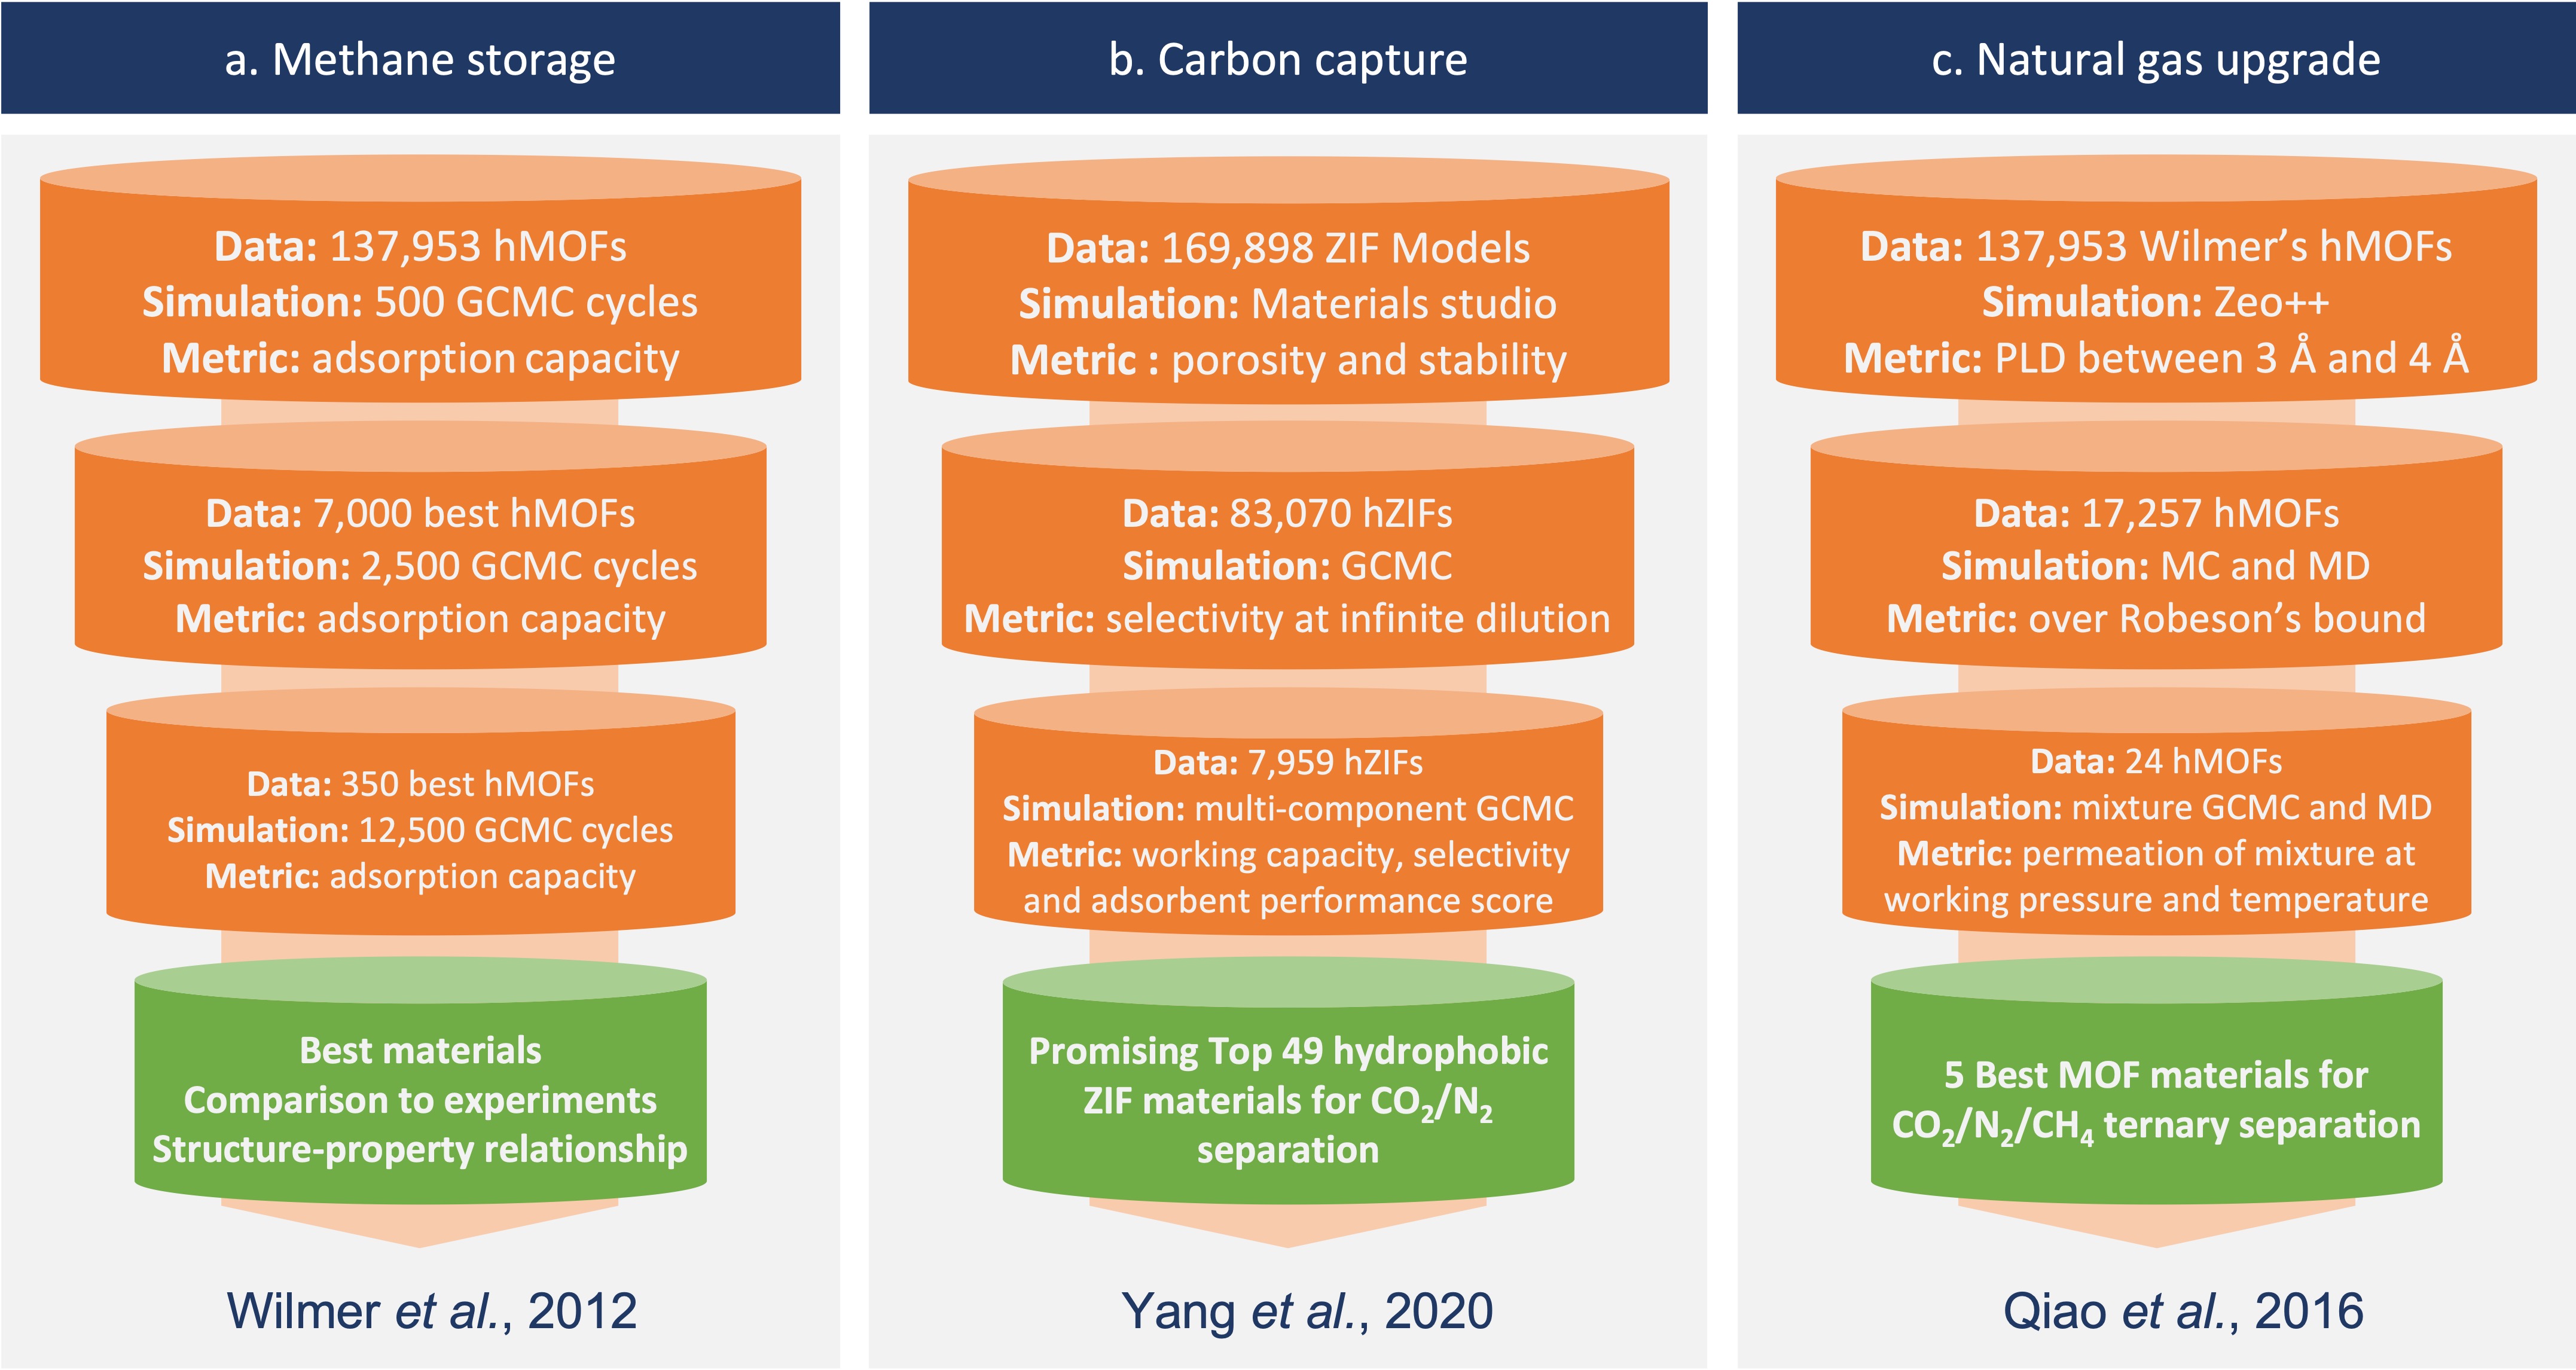 a. Methane storage
Data: 137,953 hMOFs
Simulation: 500 GCMC cycles
Metric: adsorption capacity
Data: 7,000 best hMOFs
Simulation: 2,500 GCMC cycles
Metric: adsorption capacity
Data: 350 best hMOFs
Simulation: 12,500 GCMC cycles
Metric: adsorption capacity
Best materials
Comparison to experiments
Structure-property relationship
Wilmer et al., 2012
b. Carbon capture
Data: 169,898 ZIF Models
Simulation: Materials studio
Metric : porosity and stability
Data: 83,070 hZIFs
Simulation: GCMC
Metric: selectivity at infinite dilution
Data: 7,959 hZIFs
Simulation: multi-component GCMC
Metric: working capacity, selectivity
and adsorbent performance score
Promising Top 49 hydrophobic
ZIF materials for CO₂/N₂
separation
Yang et al., 2020
c. Natural gas upgrade
Data: 137,953 Wilmer’s hMOFs
Simulation: Zeo++
Metric: PLD between 3 Å and 4 Å
Data: 17,257 hMOFs
Simulation: MC and MD
Metric: over Robeson’s bound
Data: 24 hMOFs
Simulation: mixture GCMC and MD
Metric: permeation of mixture at
working pressure and temperature
5 Best MOF materials for
CO₂/N₂/CH₄ ternary separation
Qiao et al., 2016